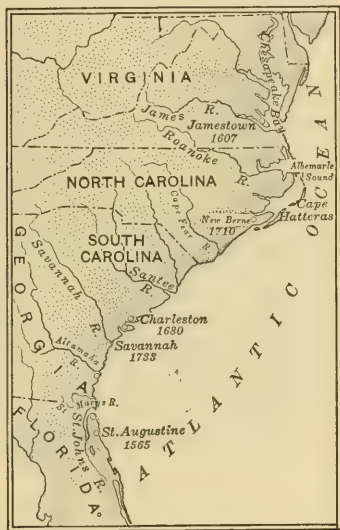 VIRGINIA
Chesapeake Bay
James R.
Jamestown
1607
Roanoke R.
Albemarle
Sound
NORTH CAROLINA
Cape Fear R.
New Berne
1710
Cape
Hatteras
SOUTH
CAROLINA
Santee
R.
GEORGIA
Savannah R.
Charleston
1680
Savannah
1733
Altamaha
R.
St. Marys R.
St. Johns R.
St. Augustine
1565
FLORIDA
ATLANTIC OCEAN